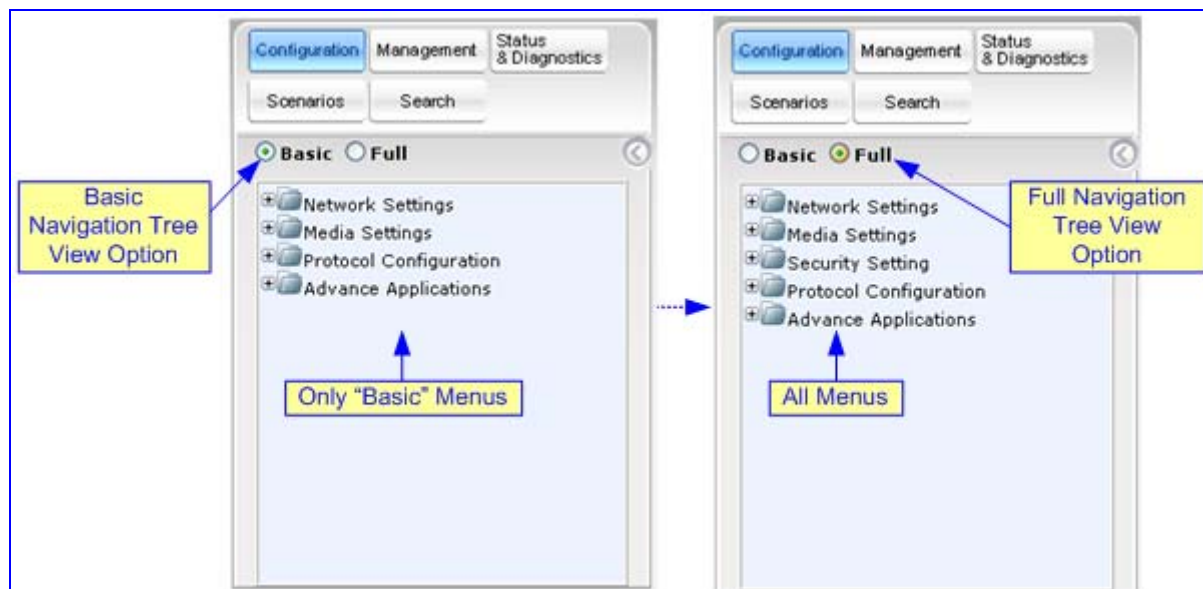 Configuration
Management
Status
& Diagnostics
Scenarios
Search
Basic
Full
Network Settings
Media Settings
Protocol Configuration
Advance Applications
Basic
Navigation Tree
View Option
Only “Basic” Menus
Configuration
Management
Status
& Diagnostics
Scenarios
Search
Basic
Full
Network Settings
Media Settings
Security Setting
Protocol Configuration
Advance Applications
Full Navigation
Tree View
Option
All Menus